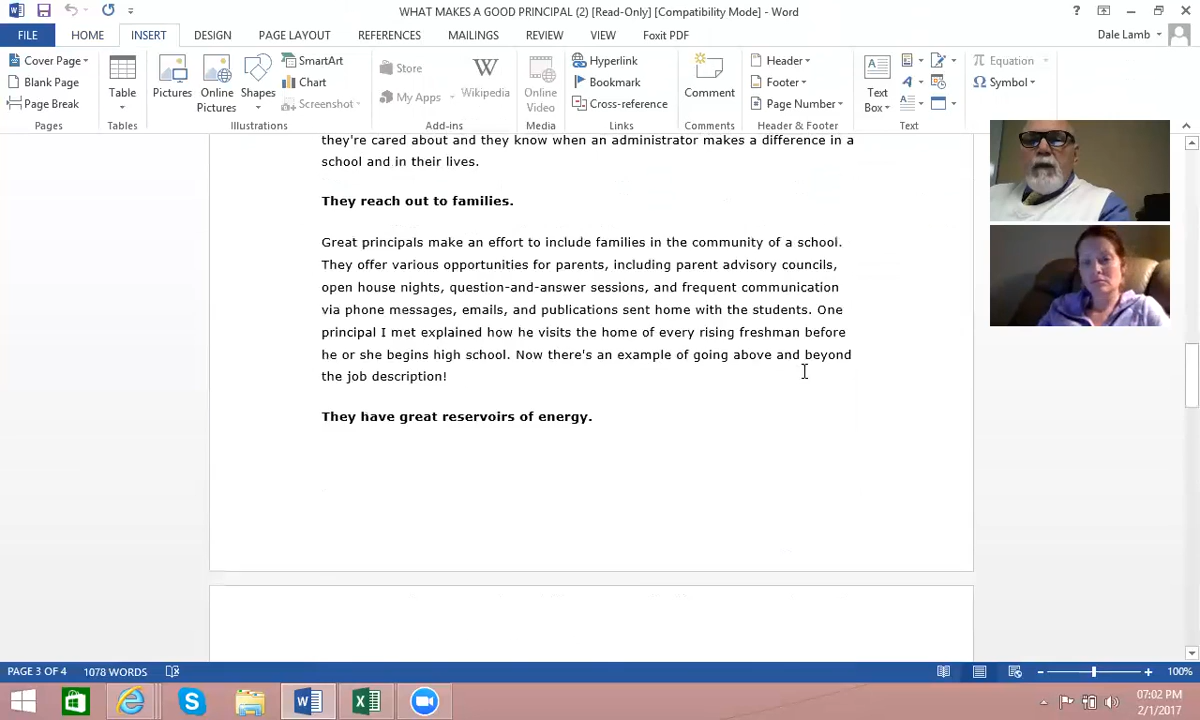 WHAT MAKES A GOOD PRINCIPAL (2) [Read-Only] [Compatibility Mode] - Word
?
FILE HOME INSERT DESIGN PAGE LAYOUT REFERENCES MAILINGS REVIEW VIEW Foxit PDF
Dale Lamb
Cover Page
Blank Page
Page Break
Pages
Table
Tables
Pictures
Online
Pictures
Shapes
SmartArt
Chart
Screenshot
Illustrations
Store
My Apps
Wikipedia
Add-ins
Online
Video
Media
Hyperlink
Bookmark
Cross-reference
Links
Comment
Comments
Header
Footer
Page Number
Header & Footer
Text
Box
Text
Equation
Symbol
Symbols
they're cared about and they know when an administrator makes a difference in a
school and in their lives.
They reach out to families.
Great principals make an effort to include families in the community of a school.
They offer various opportunities for parents, including parent advisory councils,
open house nights, question-and-answer sessions, and frequent communication
via phone messages, emails, and publications sent home with the students. One
principal I met explained how he visits the home of every rising freshman before
he or she begins high school. Now there's an example of going above and beyond
the job description!
They have great reservoirs of energy.
PAGE 3 OF 4 1078 WORDS
100%
07:02 PM
2/1/2017